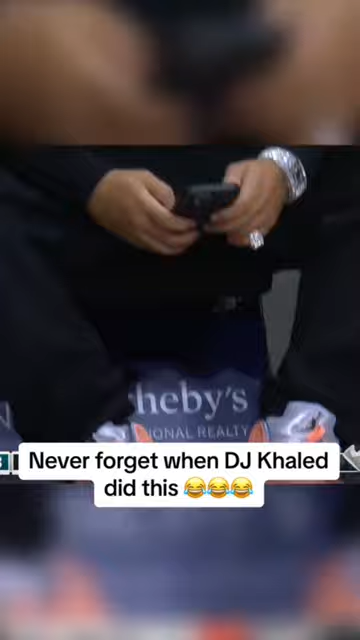 heby's
IONAL REALTY
Never forget when DJ Khaled
did this 😂😂😂